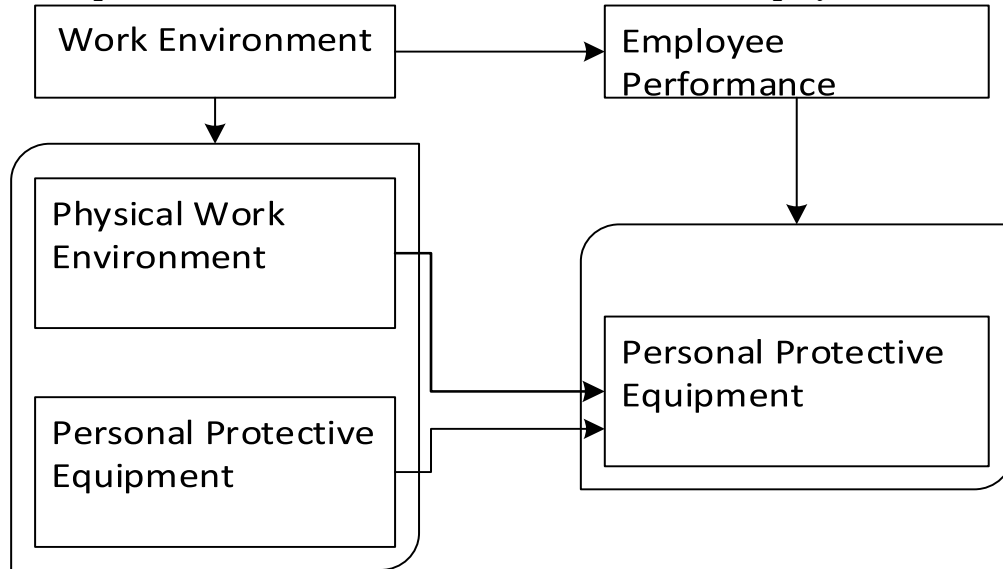 Work Environment
Employee
Performance
Physical Work
Environment
Personal Protective
Equipment
Personal Protective
Equipment